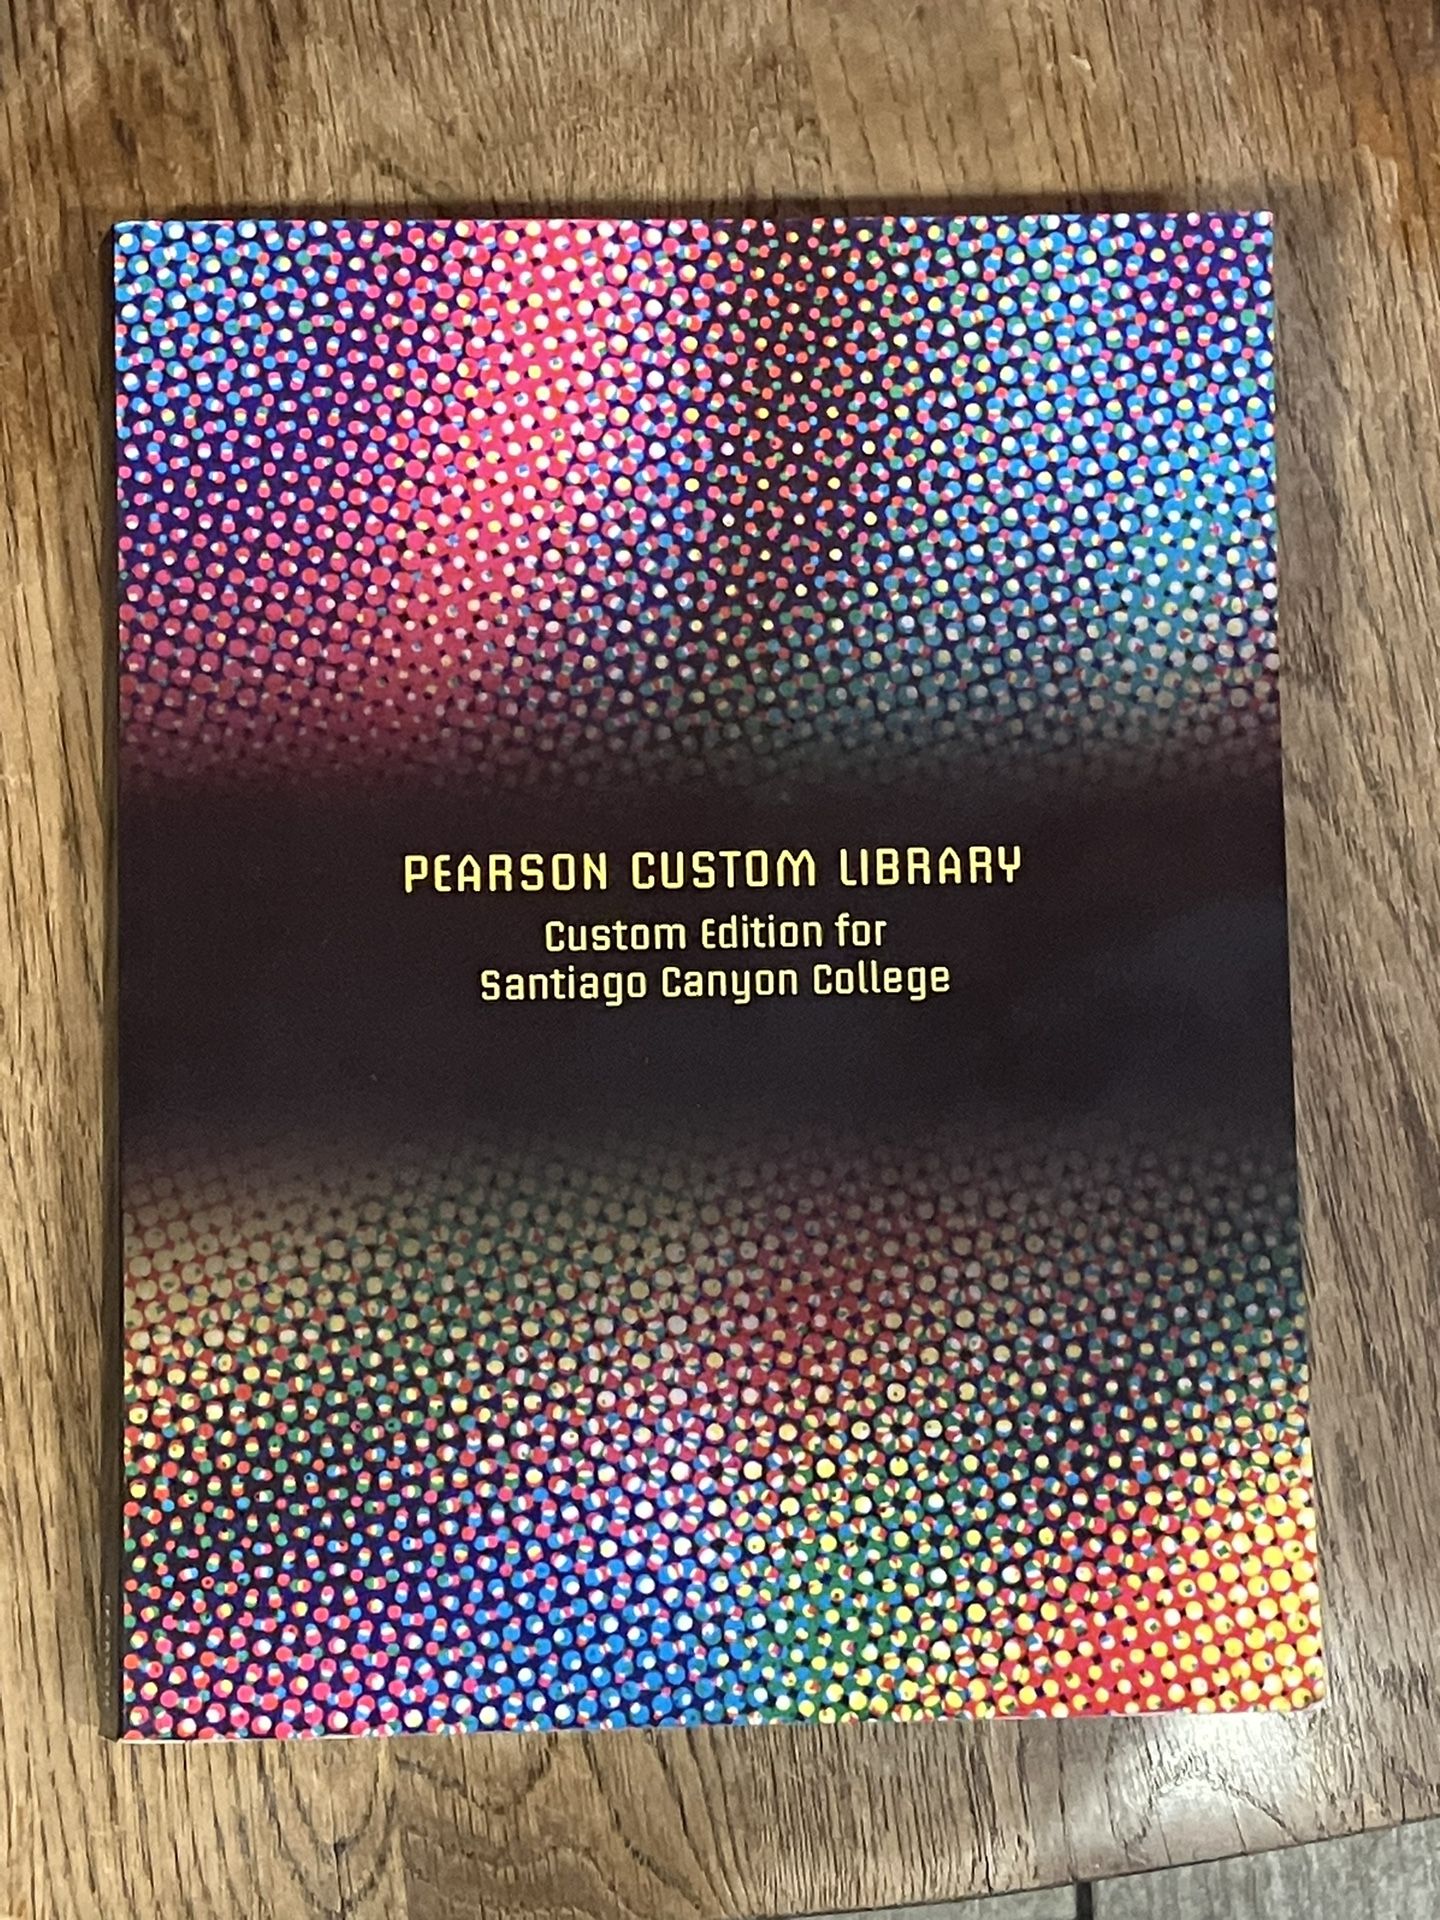 PEARSON CUSTOM LIBRARY
Custom Edition for
Santiago Canyon College